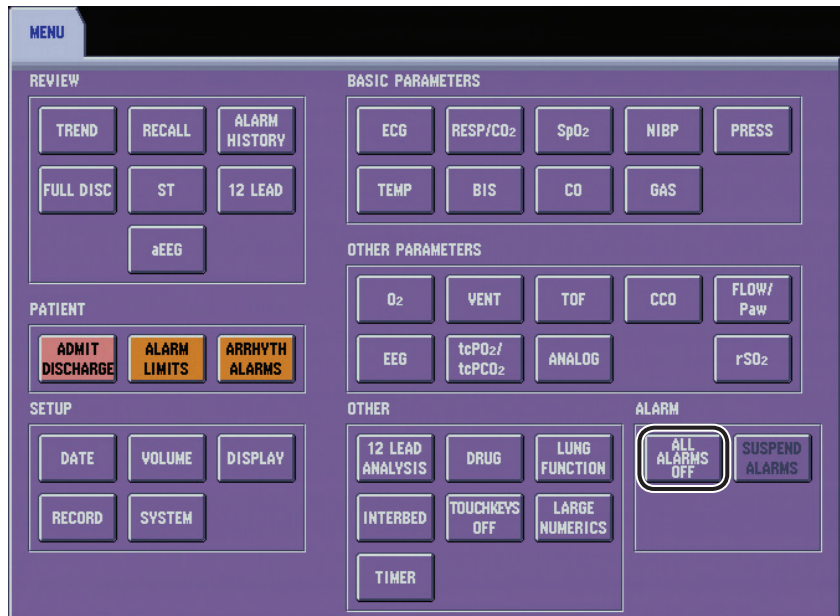 MENU
REVIEW
TREND
RECALL
ALARM
HISTORY
FULL DISC
ST
12 LEAD
aEEG
PATIENT
ADMIT
DISCHARGE
ALARM
LIMITS
ARRHYTH
ALARMS
SETUP
DATE
VOLUME
DISPLAY
RECORD
SYSTEM
BASIC PARAMETERS
ECG
RESP/CO2
SpO2
NIBP
PRESS
TEMP
BIS
CO
GAS
OTHER PARAMETERS
O2
VENT
TOF
CCO
FLOW/
Paw
EEG
tcPO2/
tcPCO2
ANALOG
rSO2
OTHER
12 LEAD
ANALYSIS
DRUG
LUNG
FUNCTION
INTERBED
TOUCHKEYS
OFF
LARGE
NUMERICS
TIMER
ALARM
ALL
ALARMS
OFF
SUSPEND
ALARMS